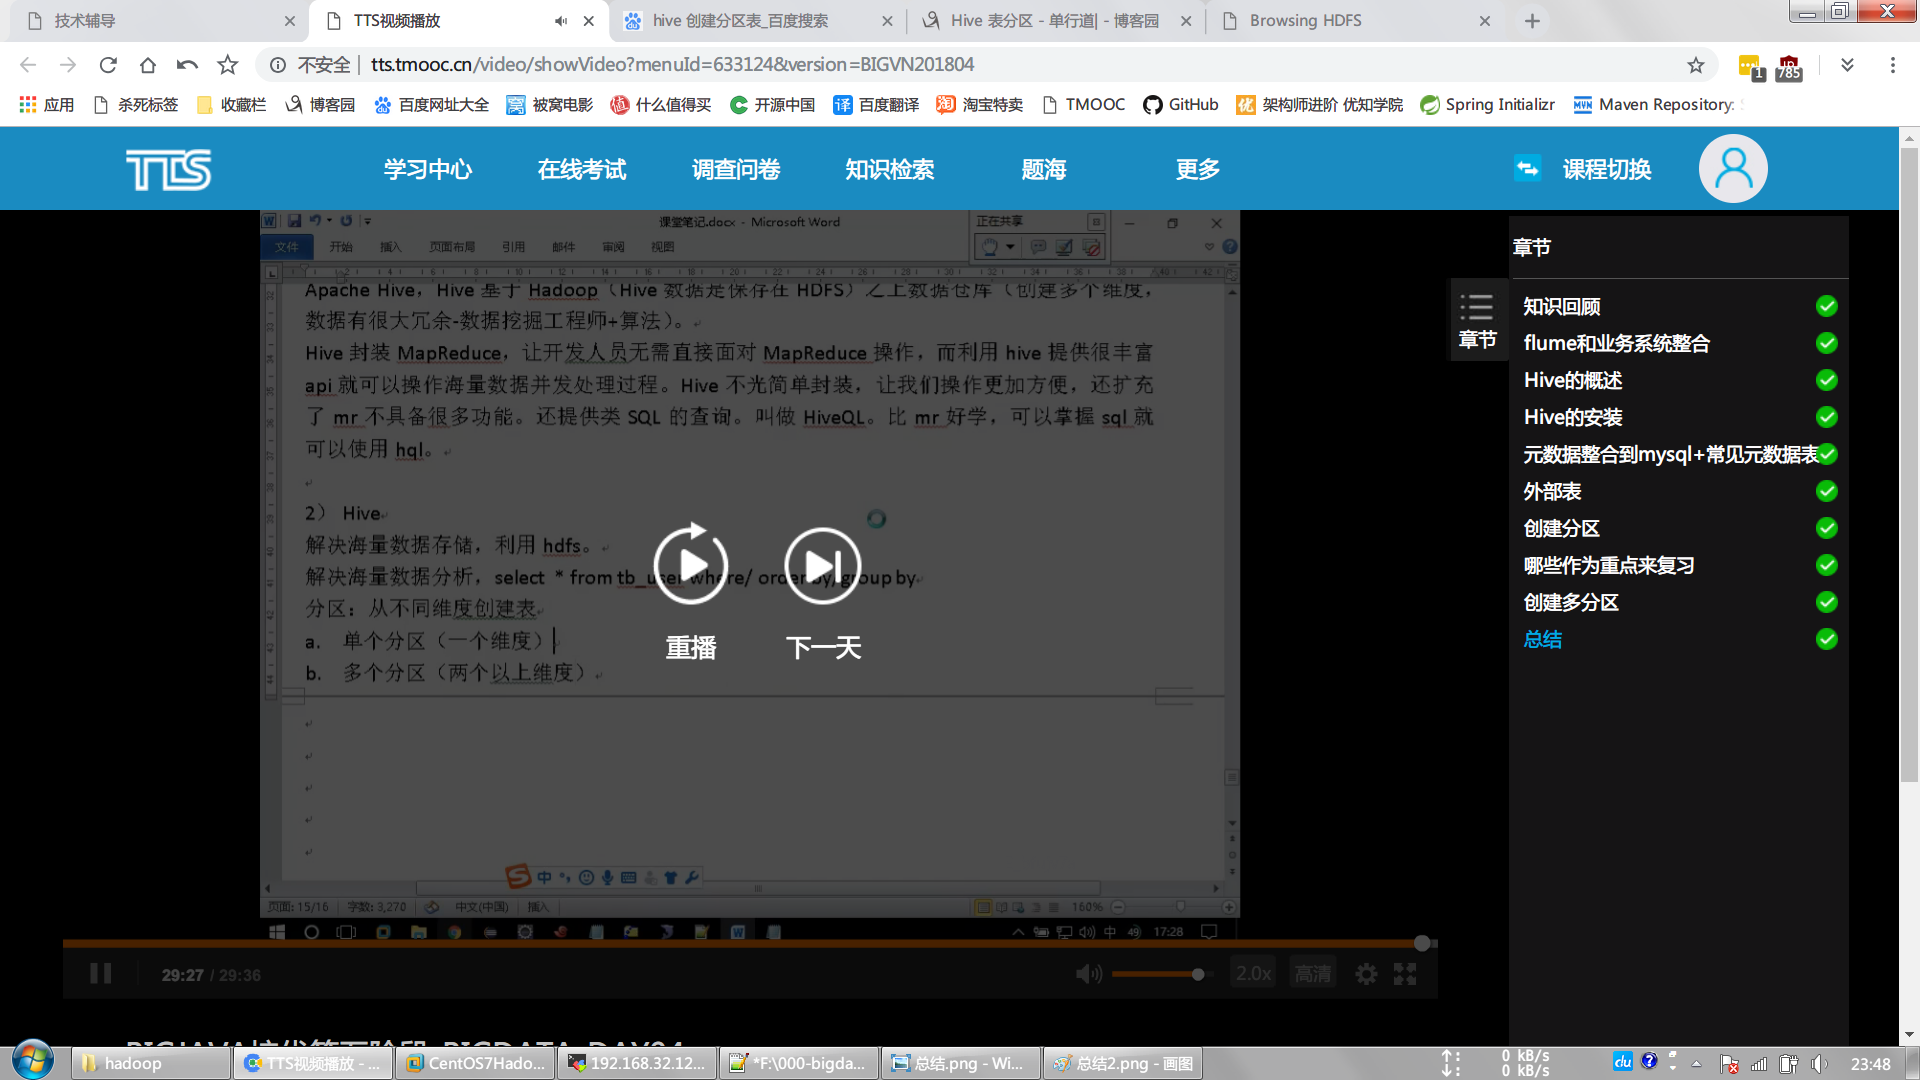 技术辅导
TTS视频播放
hive 创建分区表_百度搜索
Hive 表分区 - 单行道| - 博客园
Browsing HDFS
不安全 | tts.tmooc.cn/video/showVideo?menuId=633124&version=BIGVN201804
1
785
应用 杀死标签 收藏栏 博客园 百度网址大全 被窝电影 什么值得买 开源中国 百度翻译 淘宝特卖 TMOOC GitHub 架构师进阶 优知学院 Spring Initializr Maven Repository:
TTS
学习中心 在线考试 调查问卷 知识检索 题海 更多 课程切换
课堂笔记.docx - Microsoft Word
正在共享
文件 开始 插入 页面布局 引用 邮件 审阅 视图
Apache Hive，Hive 基于 Hadoop（Hive 数据是保存在 HDFS）之上数据仓库（创建多个维度，
数据有很大冗余-数据挖掘工程师+算法）。
Hive 封装 MapReduce，让开发人员无需直接面对 MapReduce 操作，而利用 hive 提供很丰富
api 就可以操作海量数据并发处理过程。Hive 不光简单封装，让我们操作更加方便，还扩充
了 mr 不具备很多功能。还提供类 SQL 的查询。叫做 HiveQL。比 mr 好学，可以掌握 sql 就
可以使用 hql。
2） Hive
解决海量数据存储，利用 hdfs。
解决海量数据分析，select * from tb_user where/ order by/ group by
分区：从不同维度创建表
a. 单个分区（一个维度）
b. 多个分区（两个以上维度）
重播
下一天
中
页面: 15/16 字数: 3,270 中文(中国) 插入 160%
中 49 17:28
29:27 / 29:36
2.0x 高清
章节
章节
知识回顾
flume和业务系统整合
Hive的概述
Hive的安装
元数据整合到mysql+常见元数据表
外部表
创建分区
哪些作为重点来复习
创建多分区
总结
hadoop
TTS视频播放 - ...
CentOS7Hado...
192.168.32.12...
*F:\000-bigda...
总结.png - Wi...
总结2.png - 画图
0 kB/s
0 kB/s
du
23:48